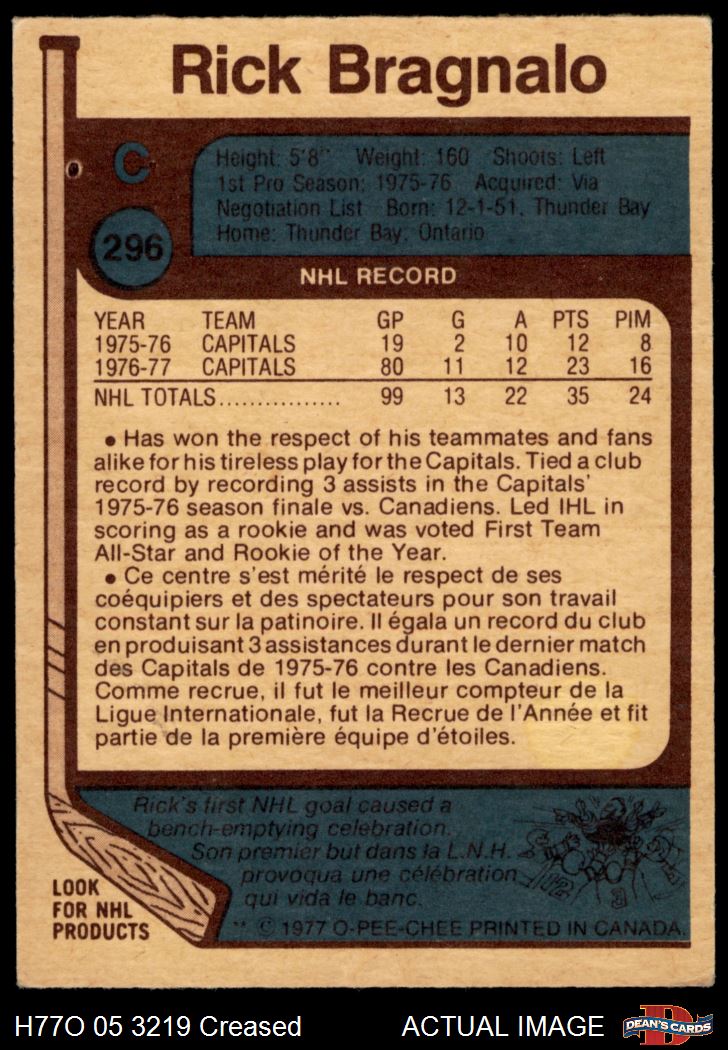 Rick Bragnalo
C
296
Height: 5'8" Weight: 160 Shoots: Left
1st Pro Season: 1975-76 Acquired: Via
Negotiation List Born: 12-1-51, Thunder Bay
Home: Thunder Bay, Ontario
NHL RECORD
YEAR TEAM GP G A PTS PIM
1975-76 CAPITALS 19 2 10 12 8
1976-77 CAPITALS 80 11 12 23 16
NHL TOTALS................ 99 13 22 35 24
• Has won the respect of his teammates and fans
alike for his tireless play for the Capitals. Tied a club
record by recording 3 assists in the Capitals'
1975-76 season finale vs. Canadiens. Led IHL in
scoring as a rookie and was voted First Team
All-Star and Rookie of the Year.
• Ce centre s'est mérité le respect de ses
coéquipiers et des spectateurs pour son travail
constant sur la patinoire. Il égala un record du club
en produisant 3 assistances durant le dernier match
des Capitals de 1975-76 contre les Canadiens.
Comme recrue, il fut le meilleur compteur de la
Ligue Internationale, fut la Recrue de l'Année et fit
partie de la première équipe d'étoiles.
Rick's first NHL goal caused a
bench-emptying celebration.
Son premier but dans la L.N.H.
provoqua une célébration
qui vida le banc.
LOOK
FOR NHL
PRODUCTS
** © 1977 O-PEE-CHEE PRINTED IN CANADA.
H77O 05 3219 Creased
ACTUAL IMAGE
D
DEAN'S CARDS